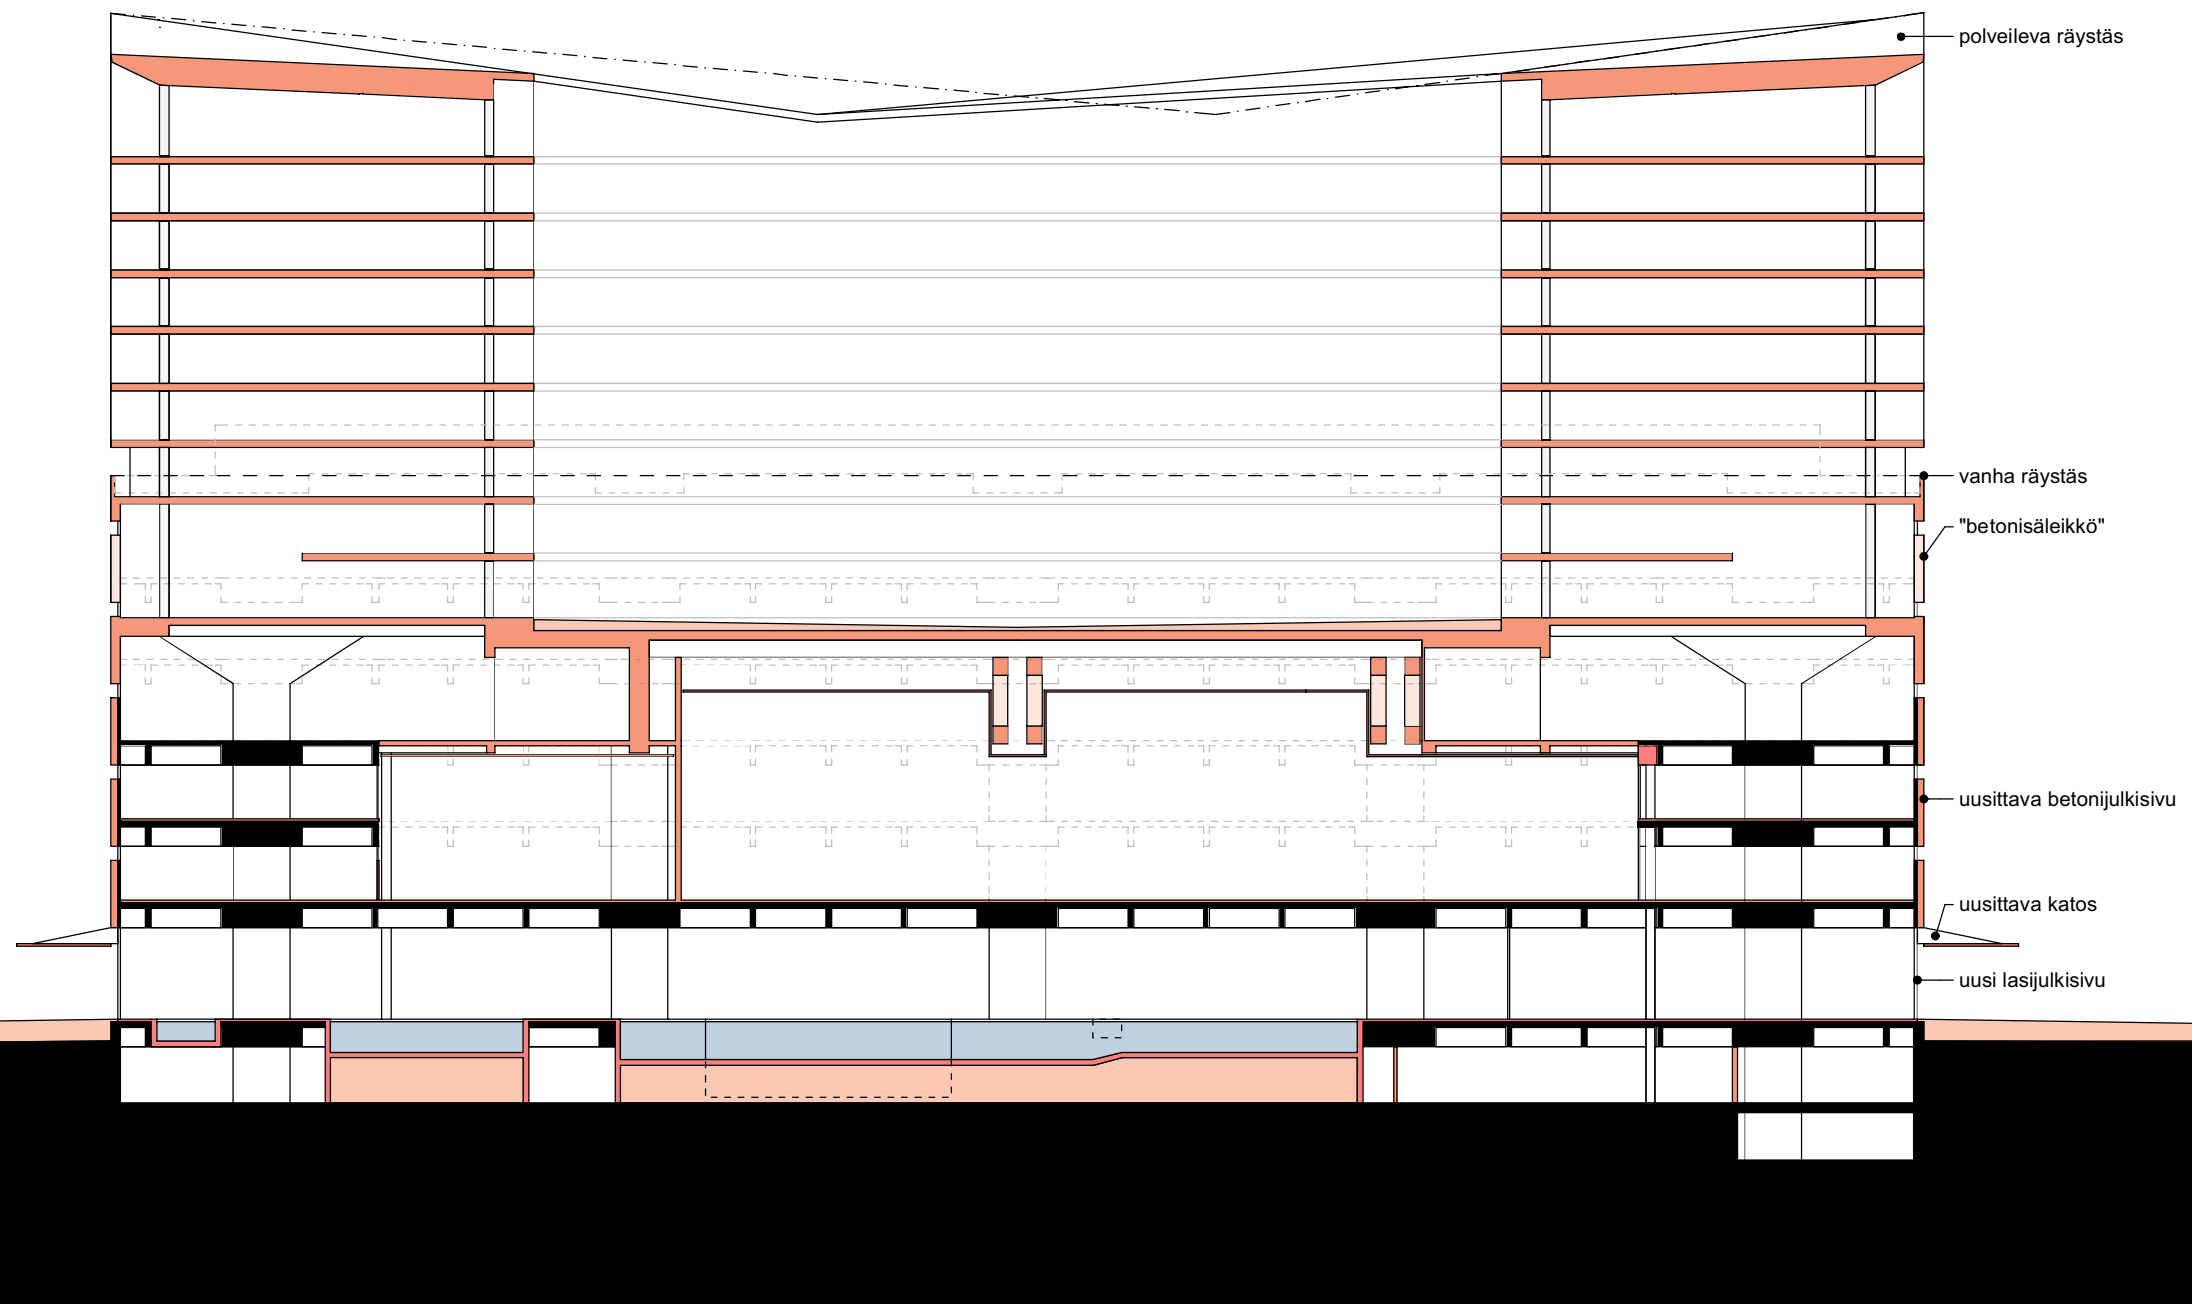 polveileva räystäs
vanha räystäs
"betonisäleikkö"
uusittava betonijulkisivu
uusittava katos
uusi lasijulkisivu